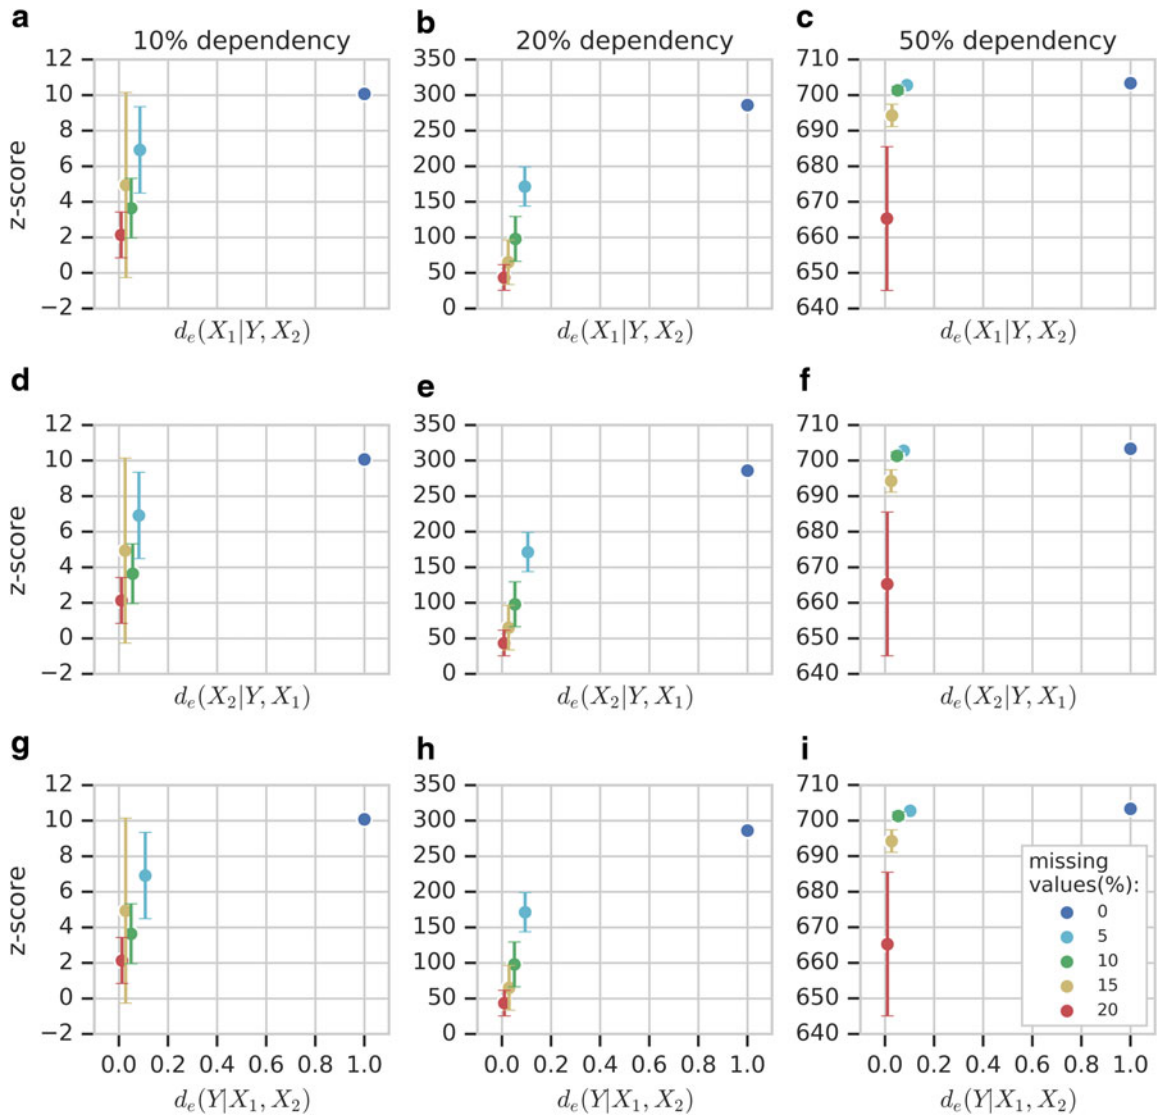 a
b
c
10% dependency
20% dependency
50% dependency
12
10
8
6
4
2
0
−2
z-score
350
300
250
200
150
100
50
0
710
700
690
680
670
660
650
640
d_e(X_1|Y, X_2)
d_e(X_1|Y, X_2)
d_e(X_1|Y, X_2)
d
e
f
12
10
8
6
4
2
0
−2
z-score
350
300
250
200
150
100
50
0
710
700
690
680
670
660
650
640
d_e(X_2|Y, X_1)
d_e(X_2|Y, X_1)
d_e(X_2|Y, X_1)
g
h
i
12
10
8
6
4
2
0
−2
z-score
350
300
250
200
150
100
50
0
710
700
690
680
670
660
650
640
missing
values(%):
0
5
10
15
20
0.0 0.2 0.4 0.6 0.8 1.0
0.0 0.2 0.4 0.6 0.8 1.0
0.0 0.2 0.4 0.6 0.8 1.0
d_e(Y|X_1, X_2)
d_e(Y|X_1, X_2)
d_e(Y|X_1, X_2)